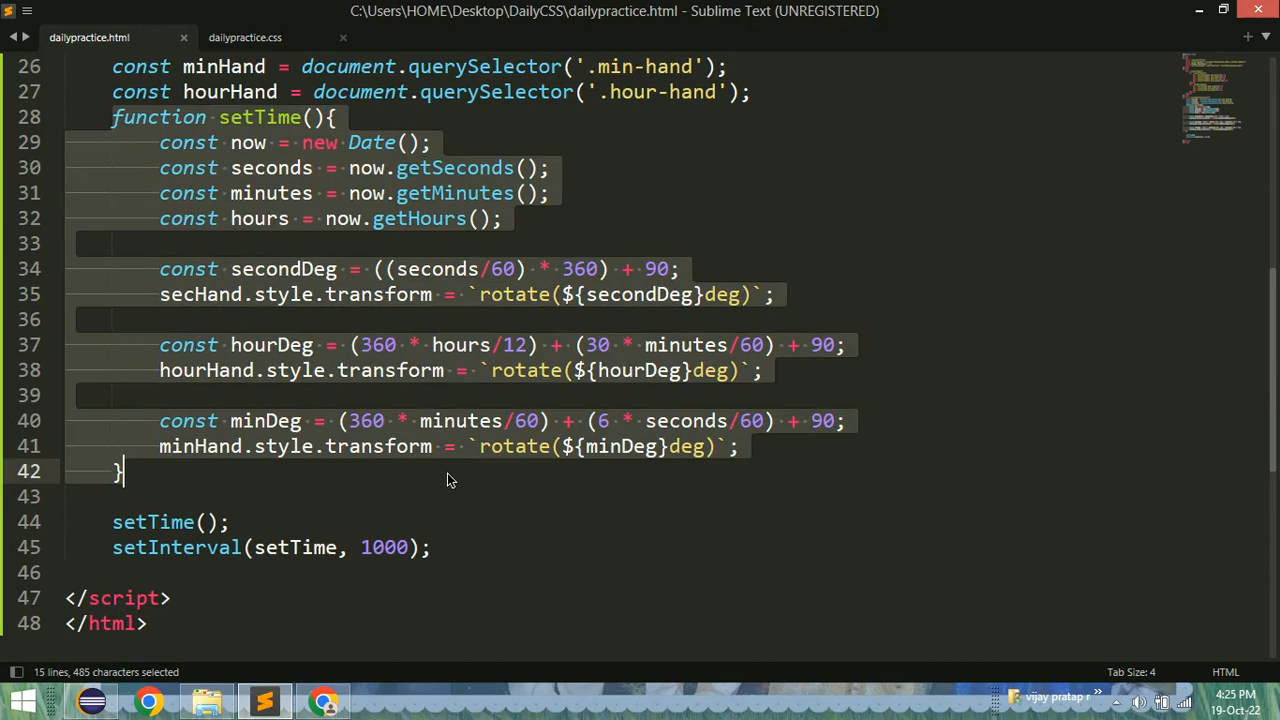 C:\Users\HOME\Desktop\DailyCSS\dailypractice.html - Sublime Text (UNREGISTERED)
dailypractice.html
dailypractice.css
26 const minHand = document.querySelector('.min-hand');
27 const hourHand = document.querySelector('.hour-hand');
28 function setTime(){
29 const now = new Date();
30 const seconds = now.getSeconds();
31 const minutes = now.getMinutes();
32 const hours = now.getHours();
33
34 const secondDeg = ((seconds/60) * 360) + 90;
35 secHand.style.transform = `rotate(${secondDeg}deg)`;
36
37 const hourDeg = (360 * hours/12) + (30 * minutes/60) + 90;
38 hourHand.style.transform = `rotate(${hourDeg}deg)`;
39
40 const minDeg = (360 * minutes/60) + (6 * seconds/60) + 90;
41 minHand.style.transform = `rotate(${minDeg}deg)`;
42 }
43
44 setTime();
45 setInterval(setTime, 1000);
46
47 </script>
48 </html>
15 lines, 485 characters selected
Tab Size: 4
HTML
vijay pratap
4:25 PM
19-Oct-22